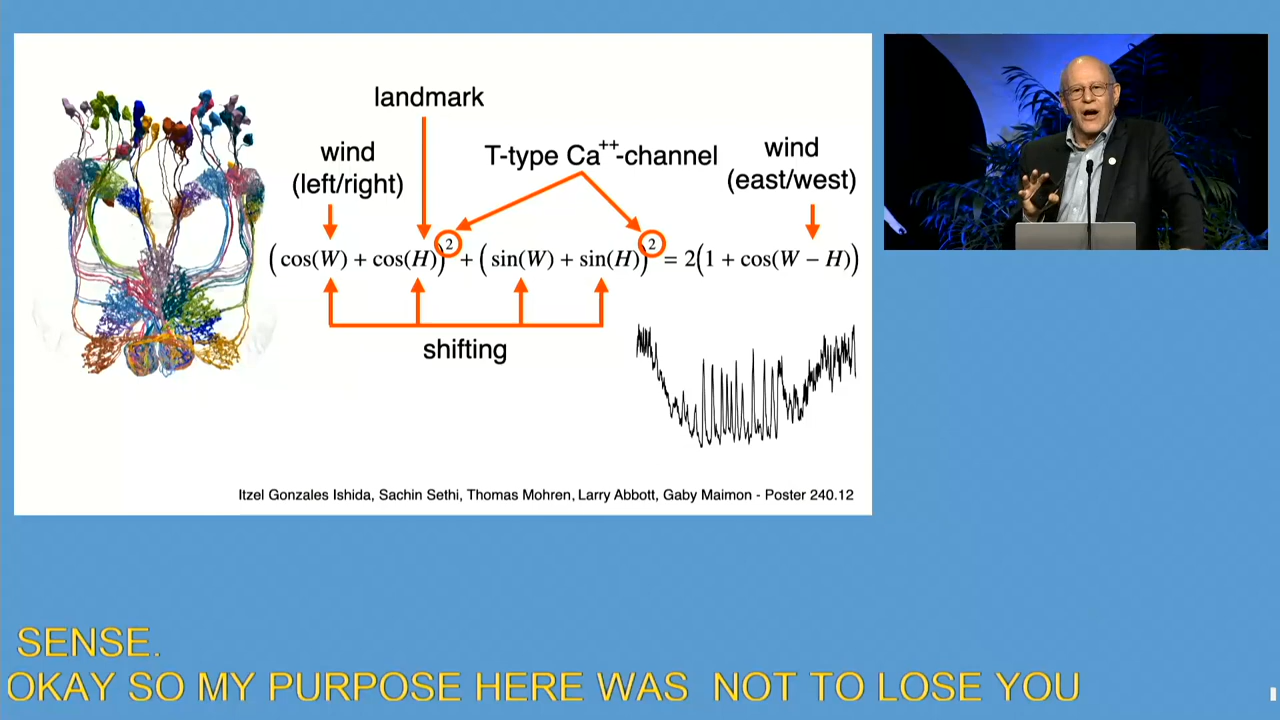 landmark
wind
(left/right)
T-type Ca++-channel
wind
(east/west)
(cos(W) + cos(H))² + (sin(W) + sin(H))² = 2(1 + cos(W − H))
shifting
Itzel Gonzales Ishida, Sachin Sethi, Thomas Mohren, Larry Abbott, Gaby Maimon - Poster 240.12
SENSE.
OKAY SO MY PURPOSE HERE WAS NOT TO LOSE YOU